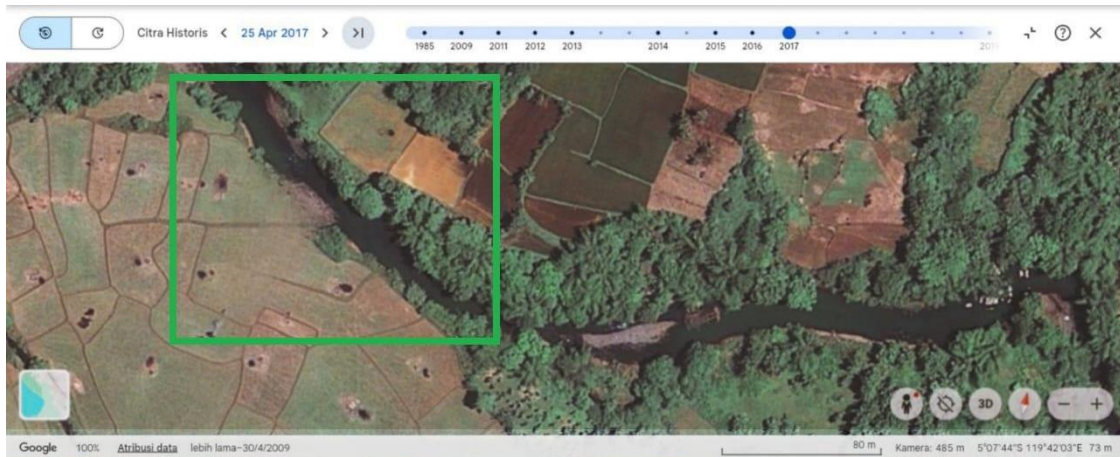 Citra Historis < 25 Apr 2017 > >|
1985 2009 2011 2012 2013 2014 2015 2016 2017
3D
Google 100% Atribusi data lebih lama–30/4/2009 80 m Kamera: 485 m 5°07'44"S 119°42'03"E 73 m